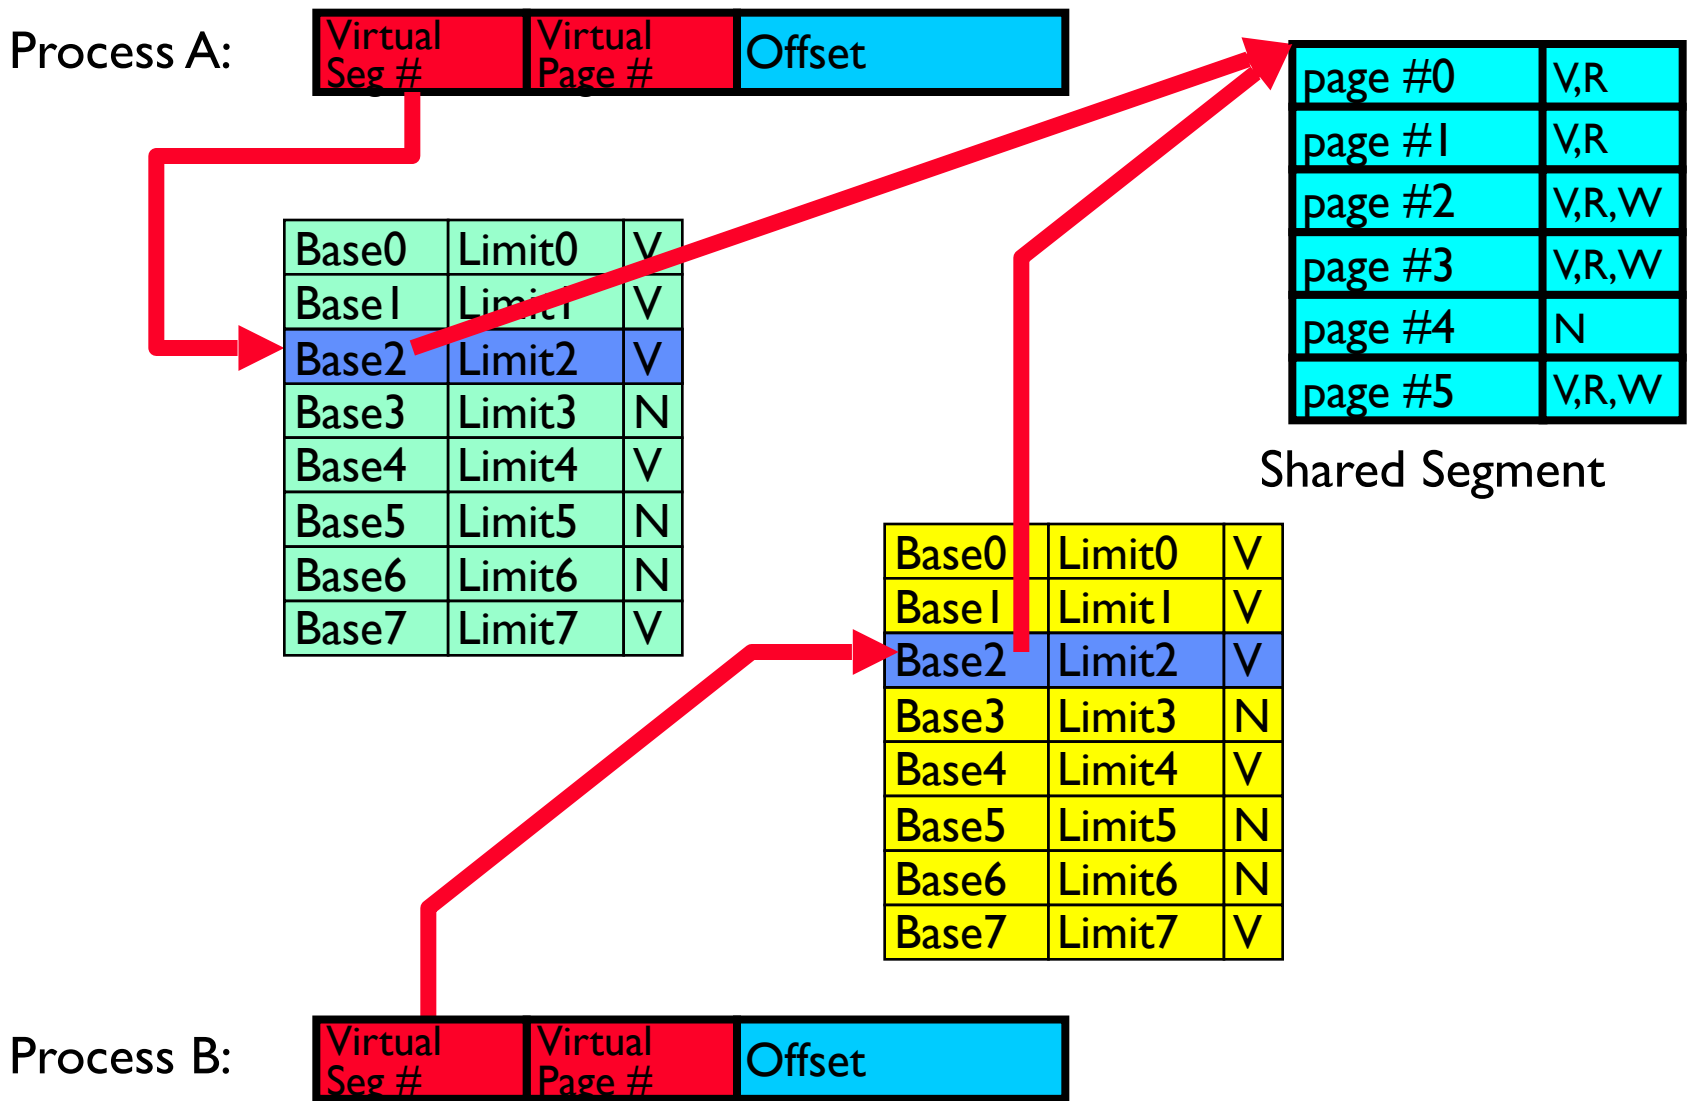 Process A:
Virtual Seg #
Virtual Page #
Offset
page #0 V,R
page #1 V,R
page #2 V,R,W
page #3 V,R,W
page #4 N
page #5 V,R,W
Shared Segment
Base0 Limit0 V
Base1 Limit1 V
Base2 Limit2 V
Base3 Limit3 N
Base4 Limit4 V
Base5 Limit5 N
Base6 Limit6 N
Base7 Limit7 V
Base0 Limit0 V
Base1 Limit1 V
Base2 Limit2 V
Base3 Limit3 N
Base4 Limit4 V
Base5 Limit5 N
Base6 Limit6 N
Base7 Limit7 V
Process B:
Virtual Seg #
Virtual Page #
Offset